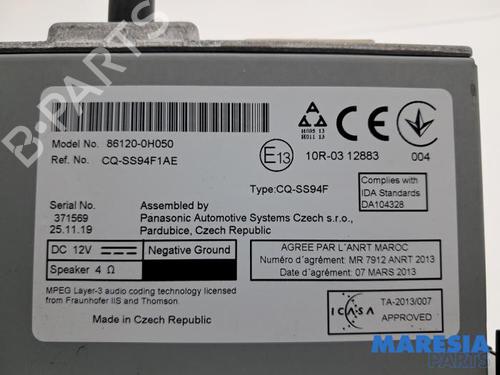 Model No. 86120-0H050
Ref. No. CQ-SS94F1AE
E13
10R-03 12883
004
Type:CQ-SS94F
Complies with
IDA Standards
DA104328
Serial No.
371569
25.11.19
Assembled by
Panasonic Automotive Systems Czech s.r.o.,
Pardubice, Czech Republic
DC 12V
Negative Ground
Speaker 4 Ω
MPEG Layer-3 audio coding technology licensed
from Fraunhofer IIS and Thomson.
Made in Czech Republic
AGREE PAR L'ANRT MAROC
Numéro d'agrément: MR 7912 ANRT 2013
Date d'agrément: 07 MARS 2013
ICASA
TA-2013/007
APPROVED
B-PARTS
MARESIA
PARTS